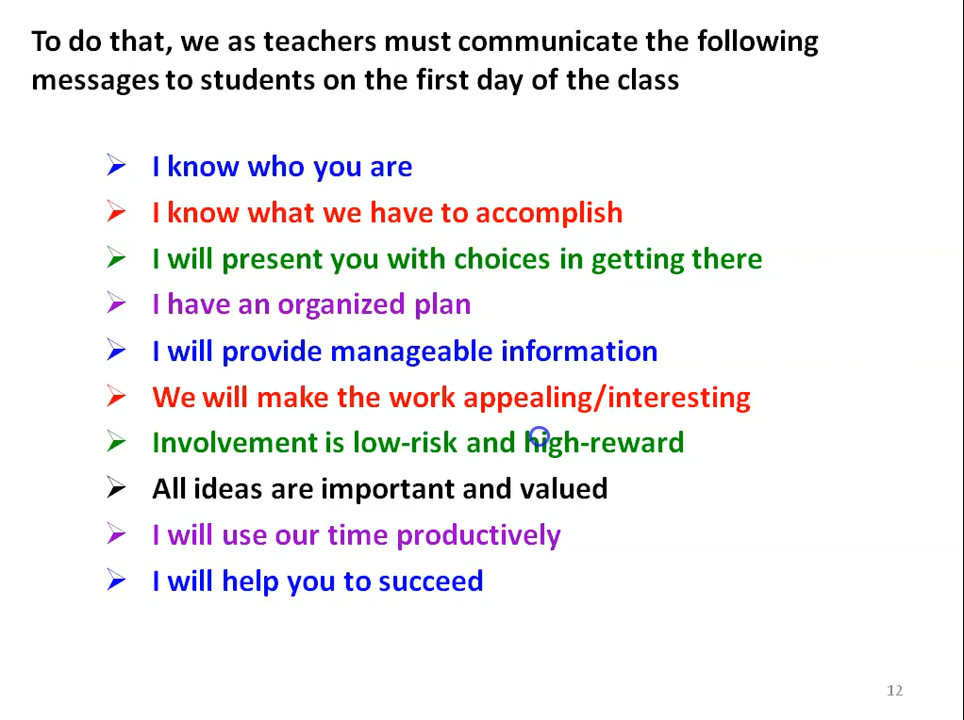 To do that, we as teachers must communicate the following
messages to students on the first day of the class
➢ I know who you are
➢ I know what we have to accomplish
➢ I will present you with choices in getting there
➢ I have an organized plan
➢ I will provide manageable information
➢ We will make the work appealing/interesting
➢ Involvement is low-risk and high-reward
➢ All ideas are important and valued
➢ I will use our time productively
➢ I will help you to succeed
12